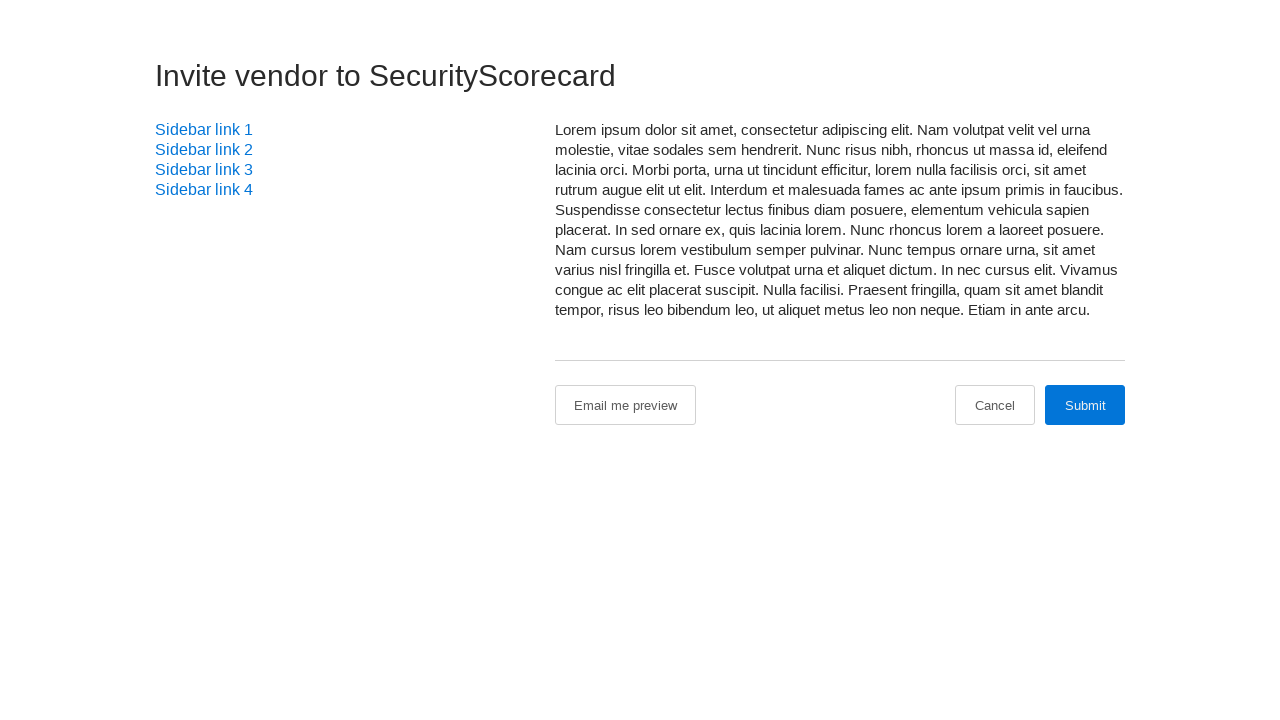 Invite vendor to SecurityScorecard
Sidebar link 1
Sidebar link 2
Sidebar link 3
Sidebar link 4
Lorem ipsum dolor sit amet, consectetur adipiscing elit. Nam volutpat velit vel urna
molestie, vitae sodales sem hendrerit. Nunc risus nibh, rhoncus ut massa id, eleifend
lacinia orci. Morbi porta, urna ut tincidunt efficitur, lorem nulla facilisis orci, sit amet
rutrum augue elit ut elit. Interdum et malesuada fames ac ante ipsum primis in faucibus.
Suspendisse consectetur lectus finibus diam posuere, elementum vehicula sapien
placerat. In sed ornare ex, quis lacinia lorem. Nunc rhoncus lorem a laoreet posuere.
Nam cursus lorem vestibulum semper pulvinar. Nunc tempus ornare urna, sit amet
varius nisl fringilla et. Fusce volutpat urna et aliquet dictum. In nec cursus elit. Vivamus
congue ac elit placerat suscipit. Nulla facilisi. Praesent fringilla, quam sit amet blandit
tempor, risus leo bibendum leo, ut aliquet metus leo non neque. Etiam in ante arcu.
Email me preview
Cancel
Submit